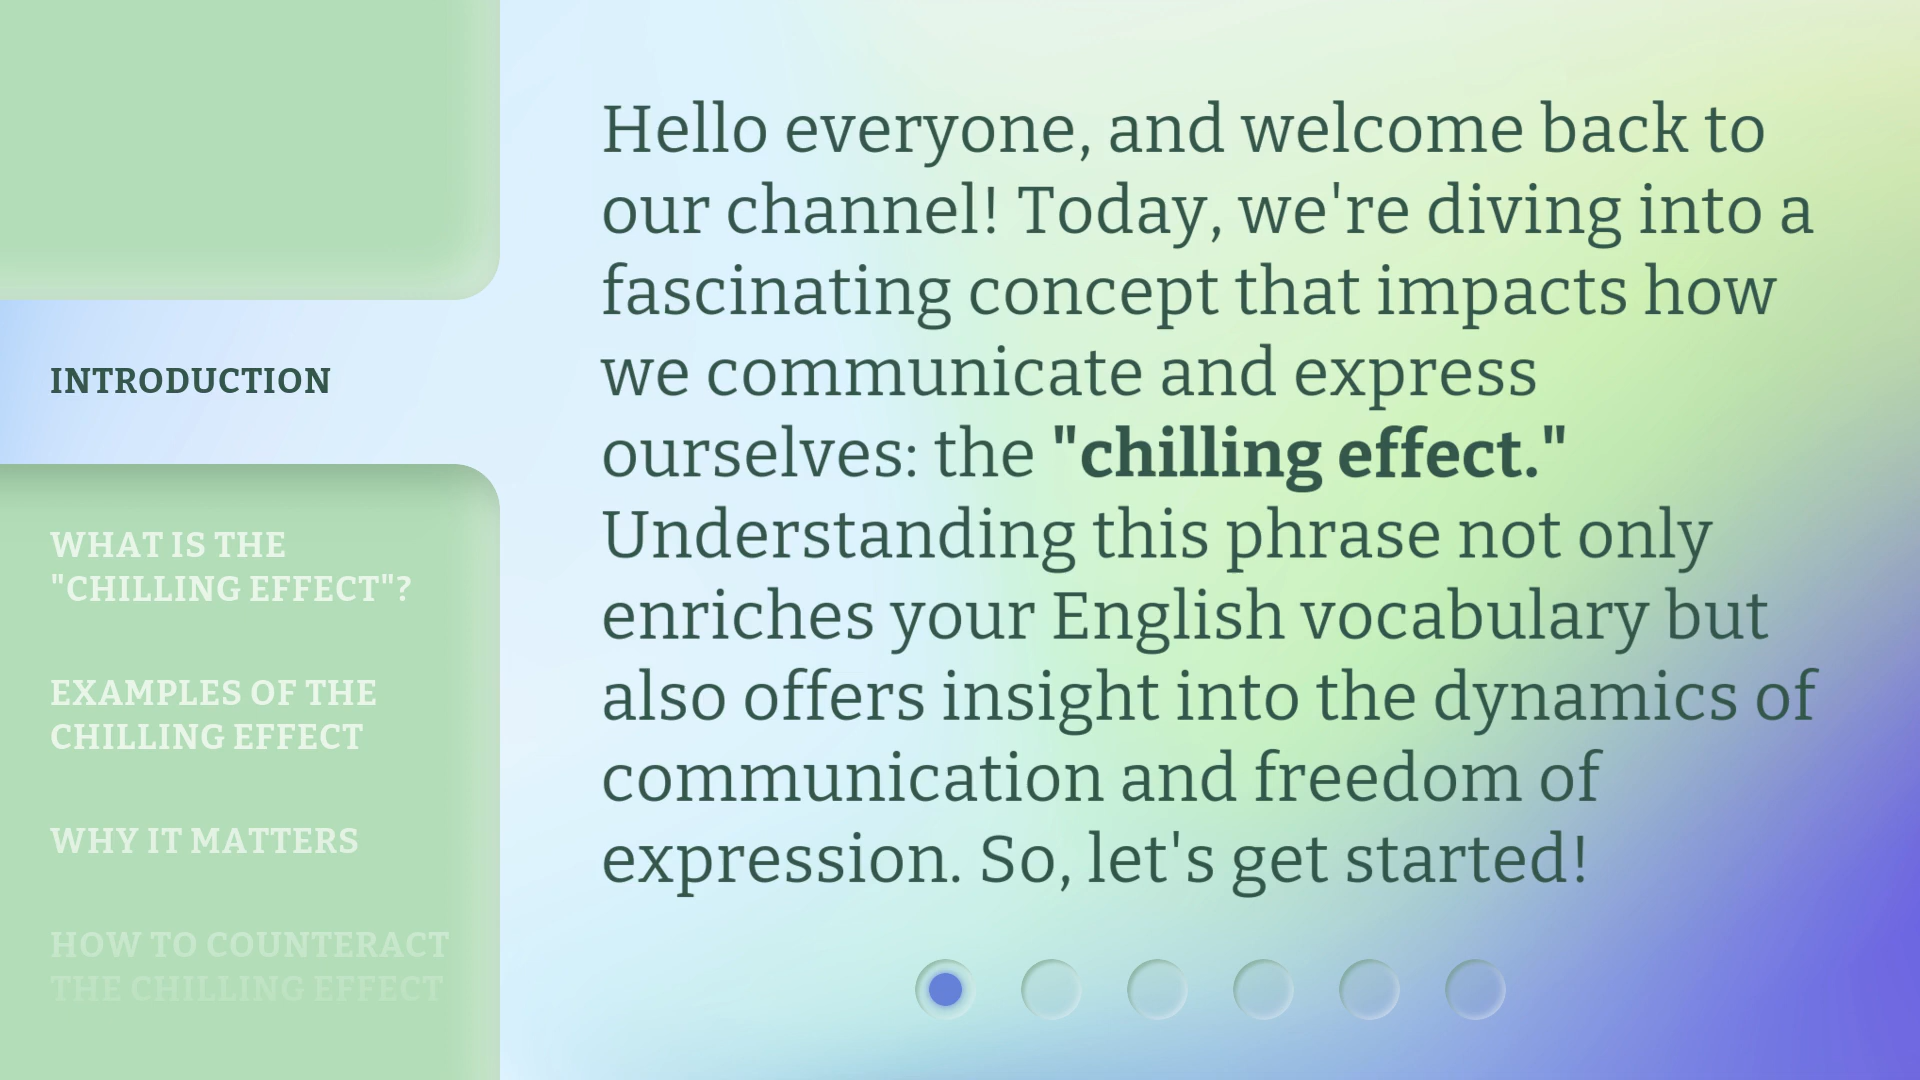 INTRODUCTION
WHAT IS THE
"CHILLING EFFECT"?
EXAMPLES OF THE
CHILLING EFFECT
WHY IT MATTERS
HOW TO COUNTERACT
THE CHILLING EFFECT
Hello everyone, and welcome back to
our channel! Today, we're diving into a
fascinating concept that impacts how
we communicate and express
ourselves: the "chilling effect."
Understanding this phrase not only
enriches your English vocabulary but
also offers insight into the dynamics of
communication and freedom of
expression. So, let's get started!